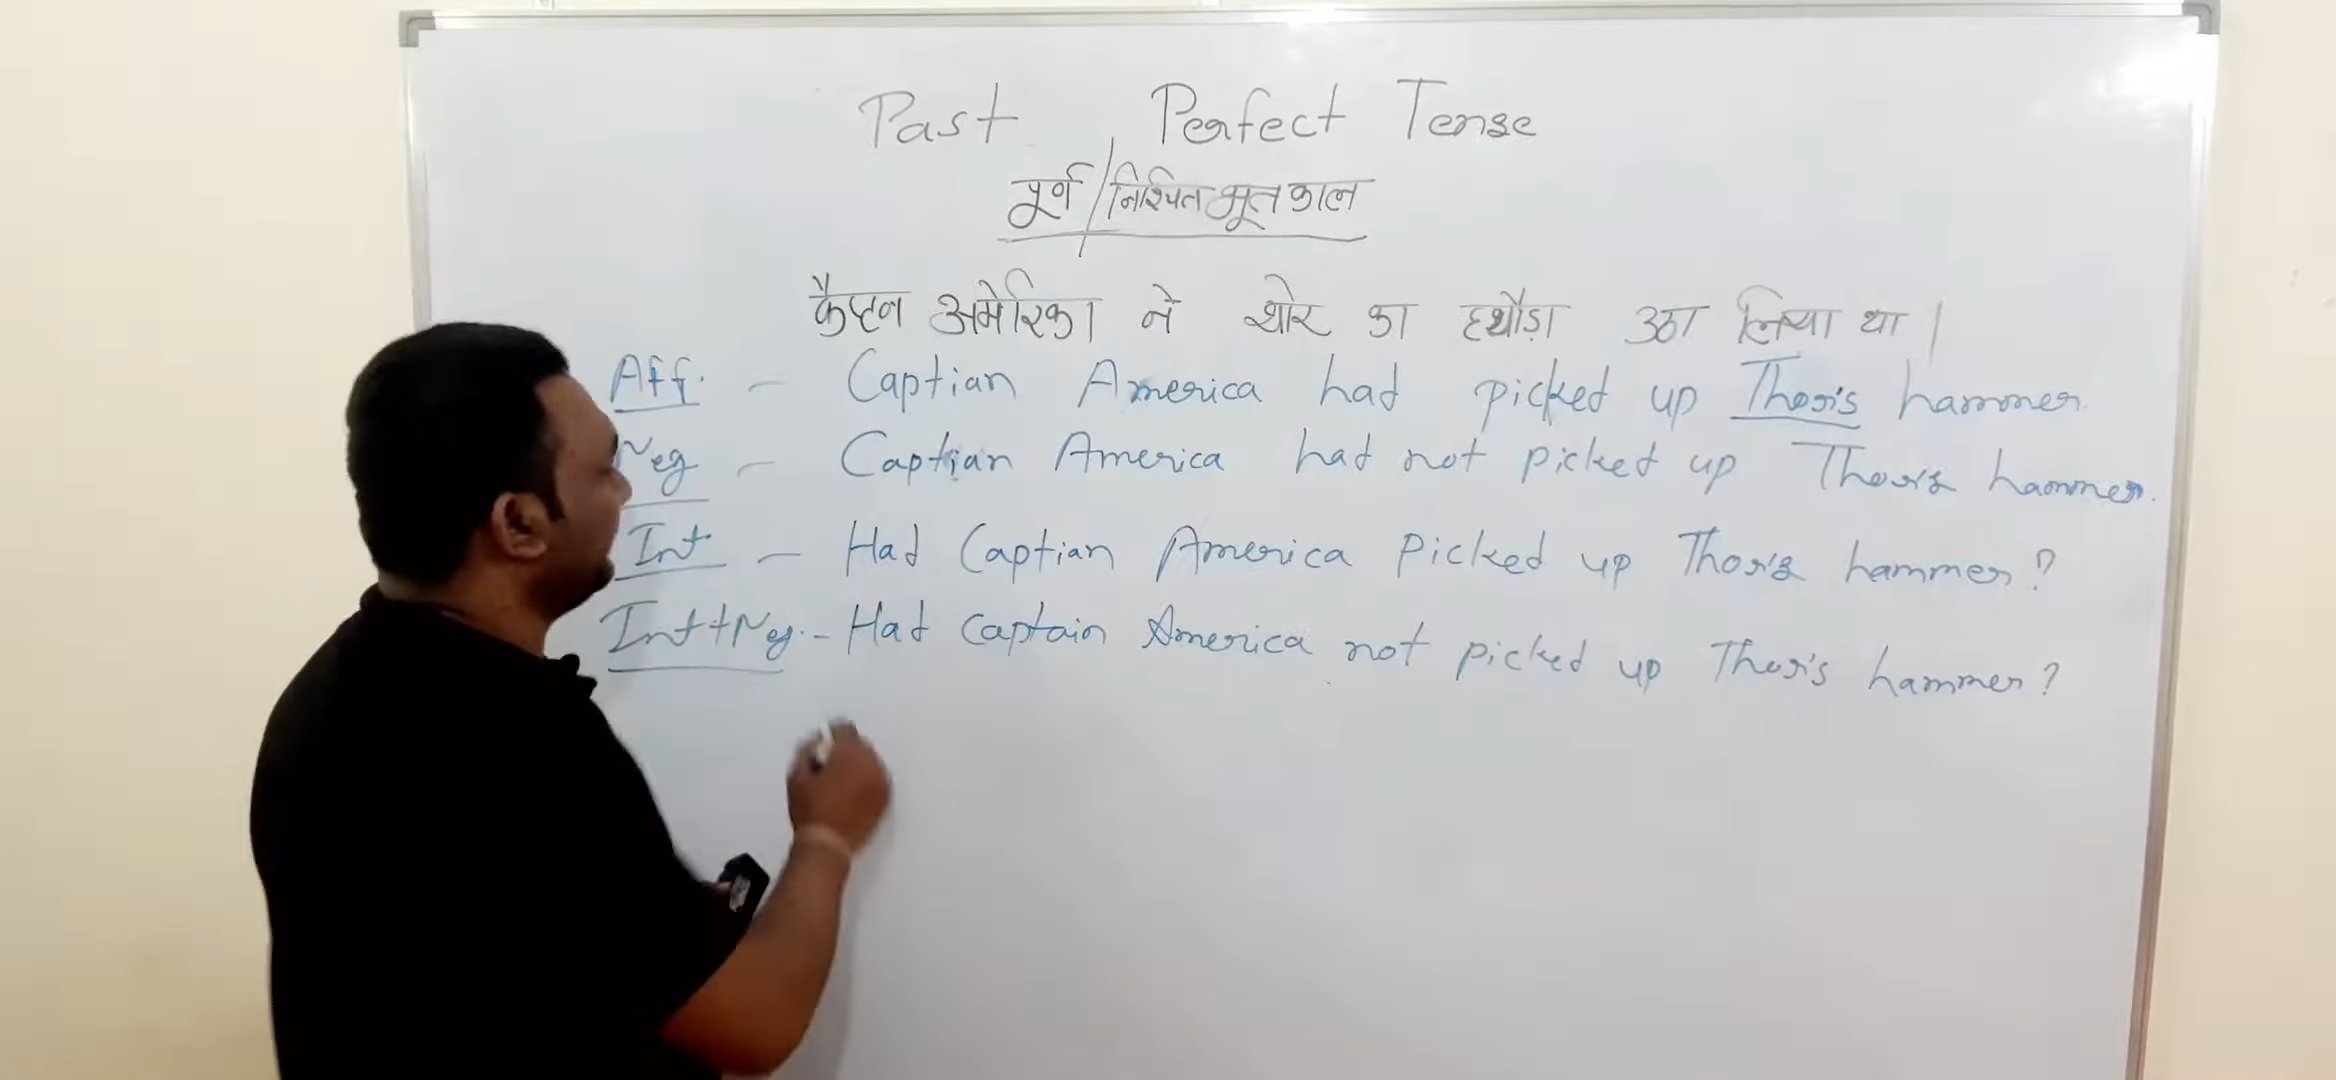 Past Perfect Tense
पूर्ण/निश्चित भूतकाल
कैप्टन अमेरिका ने थोर का हथौड़ा उठा लिया था।
Aff. - Captian America had picked up Thor's hammer.
Neg - Captian America had not picked up Thor's hammer.
Int - Had Captian America Picked up Thor's hammer?
Int+Neg. - Had Captain America not picked up Thor's hammer?